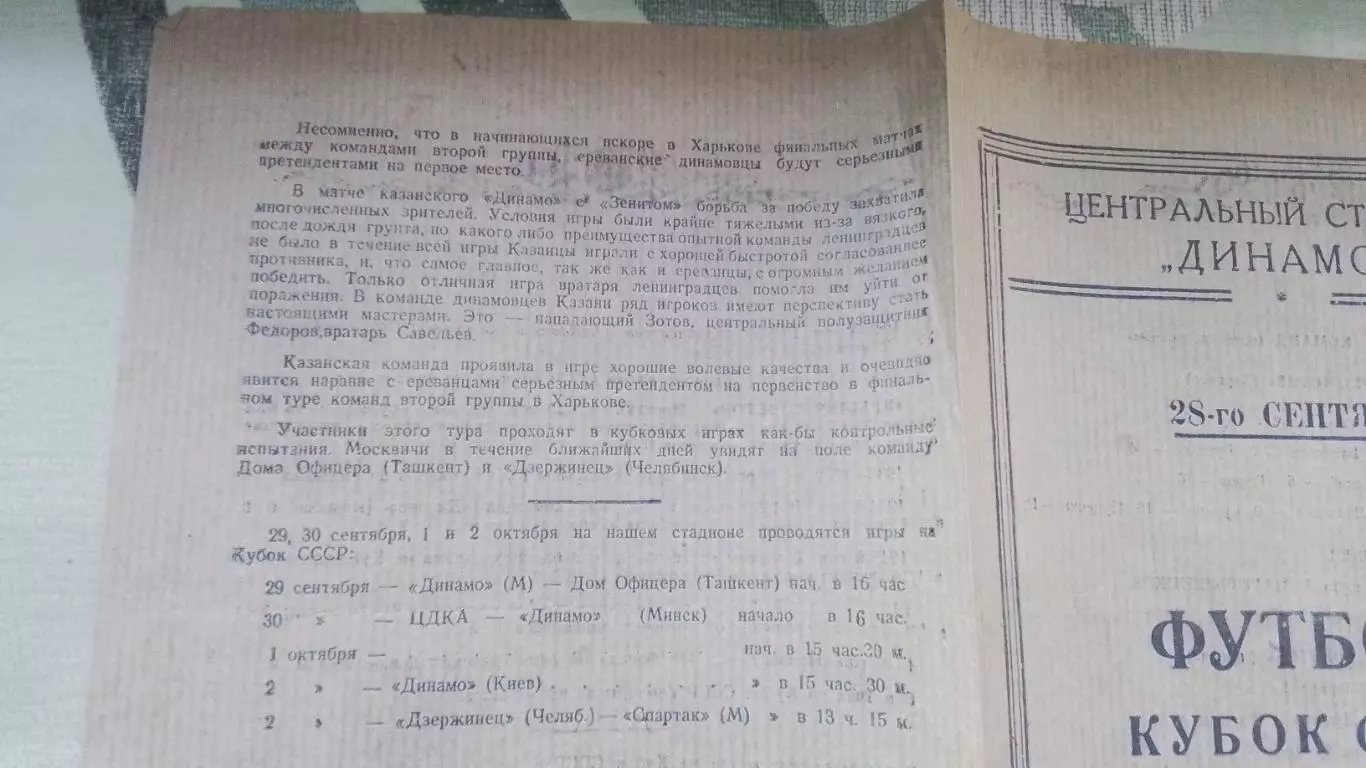 Несомненно, что в начинающихся вскоре в Харькове финальных матчах
между командами второй группы, ереванские динамовцы будут серьезными
претендентами на первое место.
В матче казанского «Динамо» с «Зенитом» борьба за победу захватила
многочисленных зрителей. Условия игры были крайне тяжелыми из-за вязкого,
после дождя грунта, но какого либо преимущества опытной команды ленинградцев
не было в течение всей игры Казанцы играли с хорошей быстротой согласованнее
противника, и, что самое главное, так же как и ереванцы, с огромным желанием
победить. Только отличная игра вратаря ленинградцев помогла им уйти от
поражения. В команде динамовцев Казани ряд игроков имеют перспективу стать
настоящими мастерами. Это — нападающий Зотов, центральный полузащитник
Федоров,вратарь Савельев.
Казанская команда проявила в игре хорошие волевые качества и очевидно
явится наравне с ереванцами серьезным претендентом на первенство в финаль-
ном туре команд второй группы в Харькове.
Участники этого тура проходят в кубковых играх как-бы контрольные
испытания. Москвичи в течение ближайших дней увидят на поле команду
Дома Офицера (Ташкент) и «Дзержинец» (Челябинск).
29, 30 сентября, 1 и 2 октября на нашем стадионе проводятся игры на
Кубок СССР:
29 сентября — «Динамо» (М) — Дом Офицера (Ташкент) нач. в 16 час
30 » — ЦДКА — «Динамо» (Минск) начало в 16 час.
1 октября — . . . . . . . . . нач. в 15 час.30 м.
2 » — «Динамо» (Киев) . . . . . . » в 15 час. 30 м.
2 » — «Дзержинец» (Челяб.) — «Спартак» (М) » в 13 ч. 15 м.
ЦЕНТРАЛЬНЫЙ СТ
„ДИНАМО
28-го СЕНТЯ
ФУТБО
КУБОК С